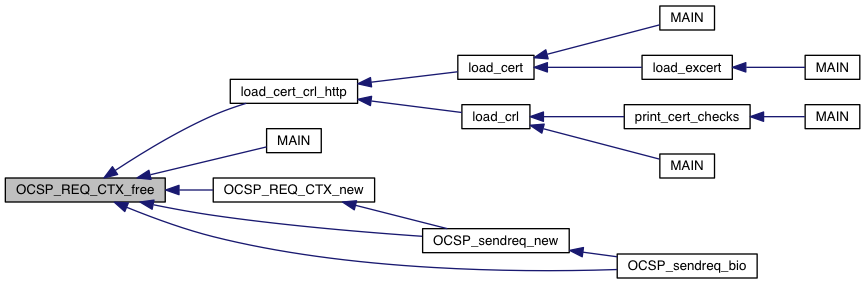 MAIN
load_cert
load_excert
MAIN
load_cert_crl_http
load_crl
print_cert_checks
MAIN
MAIN
MAIN
OCSP_REQ_CTX_free
OCSP_REQ_CTX_new
OCSP_sendreq_new
OCSP_sendreq_bio